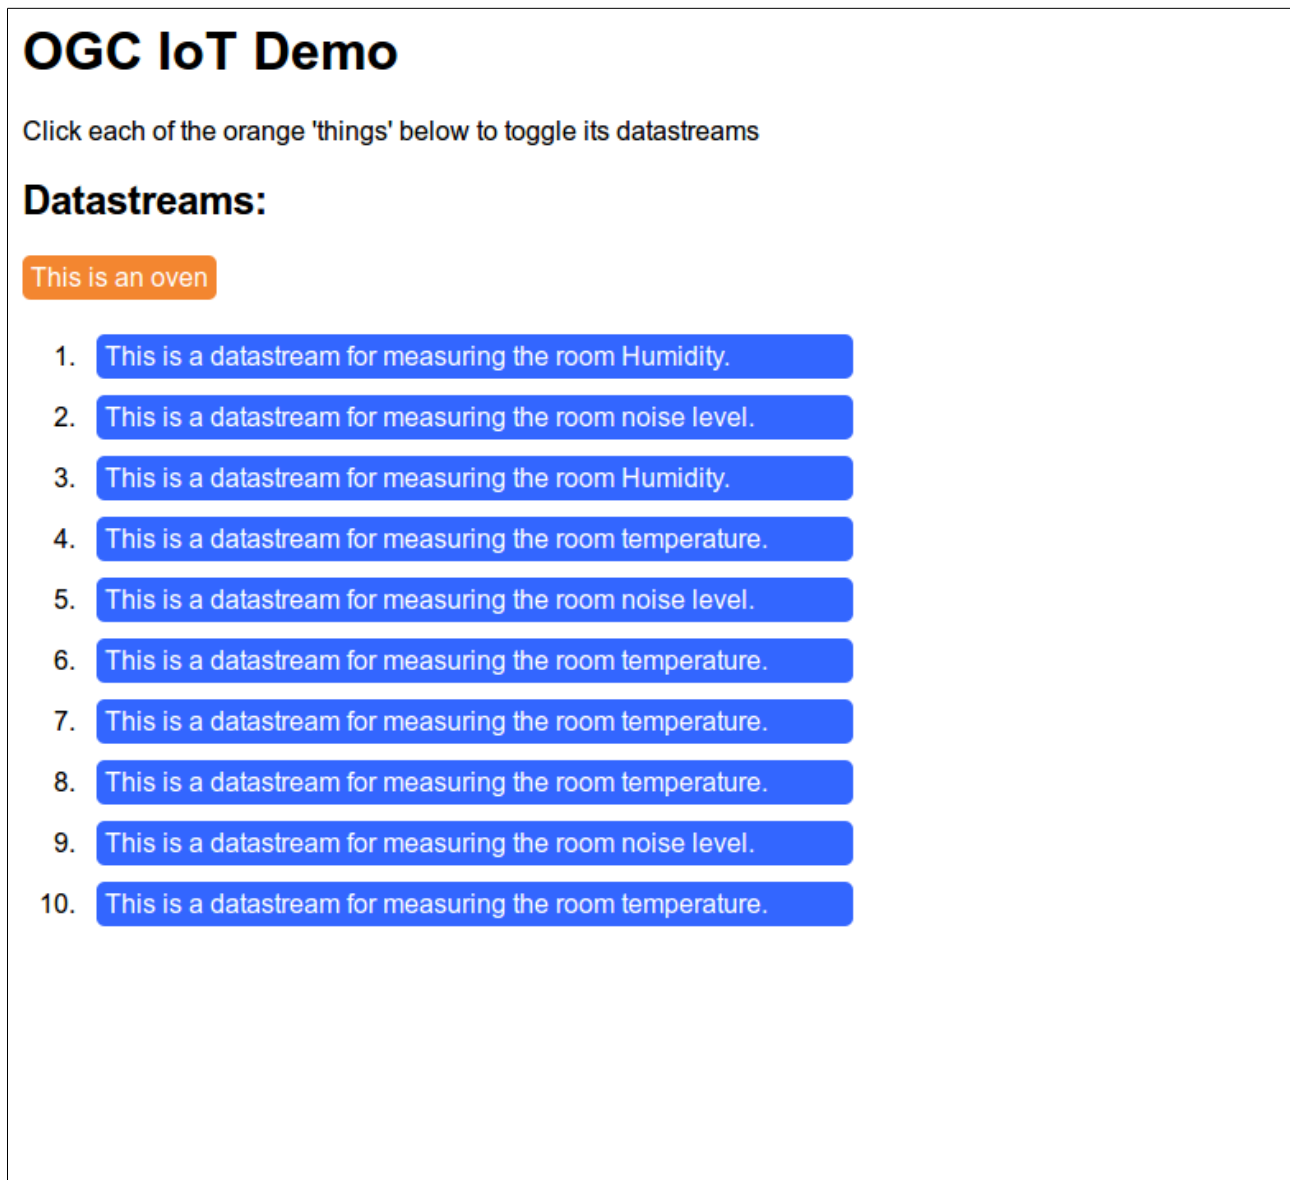 OGC IoT Demo
Click each of the orange 'things' below to toggle its datastreams
Datastreams:
This is an oven
1. This is a datastream for measuring the room Humidity.
2. This is a datastream for measuring the room noise level.
3. This is a datastream for measuring the room Humidity.
4. This is a datastream for measuring the room temperature.
5. This is a datastream for measuring the room noise level.
6. This is a datastream for measuring the room temperature.
7. This is a datastream for measuring the room temperature.
8. This is a datastream for measuring the room temperature.
9. This is a datastream for measuring the room noise level.
10. This is a datastream for measuring the room temperature.